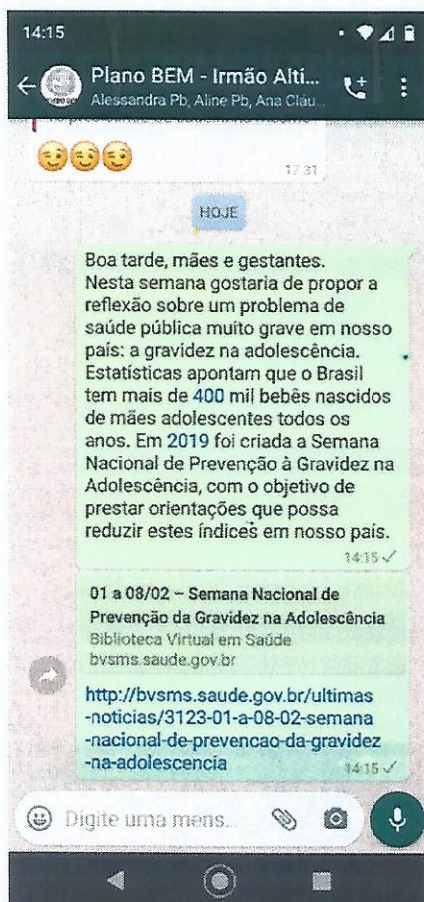 14:15
Plano BEM - Irmão Alti...
Alessandra Pb, Aline Pb, Ana Cláu...
😉😉😉
17:31
HOJE
Boa tarde, mães e gestantes.
Nesta semana gostaria de propor a
reflexão sobre um problema de
saúde pública muito grave em nosso
país: a gravidez na adolescência.
Estatísticas apontam que o Brasil
tem mais de 400 mil bebês nascidos
de mães adolescentes todos os
anos. Em 2019 foi criada a Semana
Nacional de Prevenção à Gravidez na
Adolescência, com o objetivo de
prestar orientações que possa
reduzir estes índices em nosso país.
14:15
01 a 08/02 – Semana Nacional de
Prevenção da Gravidez na Adolescência
Biblioteca Virtual em Saúde
bvsms.saude.gov.br
http://bvsms.saude.gov.br/ultimas
-noticias/3123-01-a-08-02-semana
-nacional-de-prevencao-da-gravidez
-na-adolescencia
14:15
Digite uma mens...